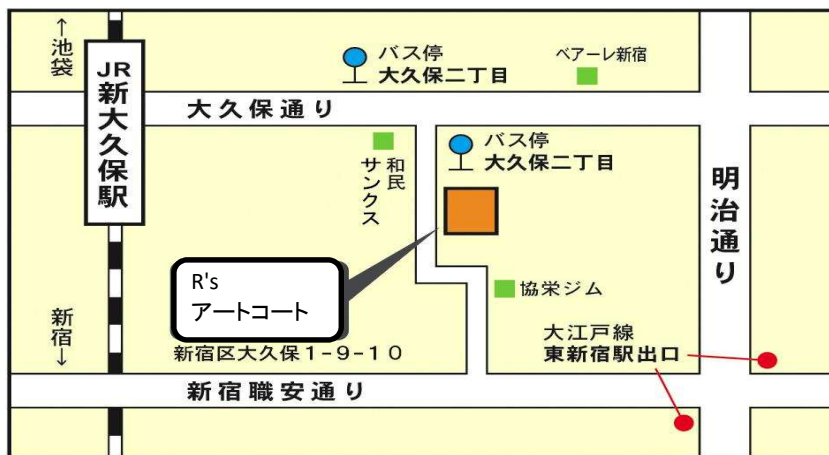 ↑池袋
JR新大久保駅
新宿↓
バス停
大久保二丁目
ベアーレ新宿
大久保通り
和民
サンクス
バス停
大久保二丁目
明治通り
R's
アートコート
新宿区大久保1-9-10
協栄ジム
大江戸線
東新宿駅出口
新宿職安通り